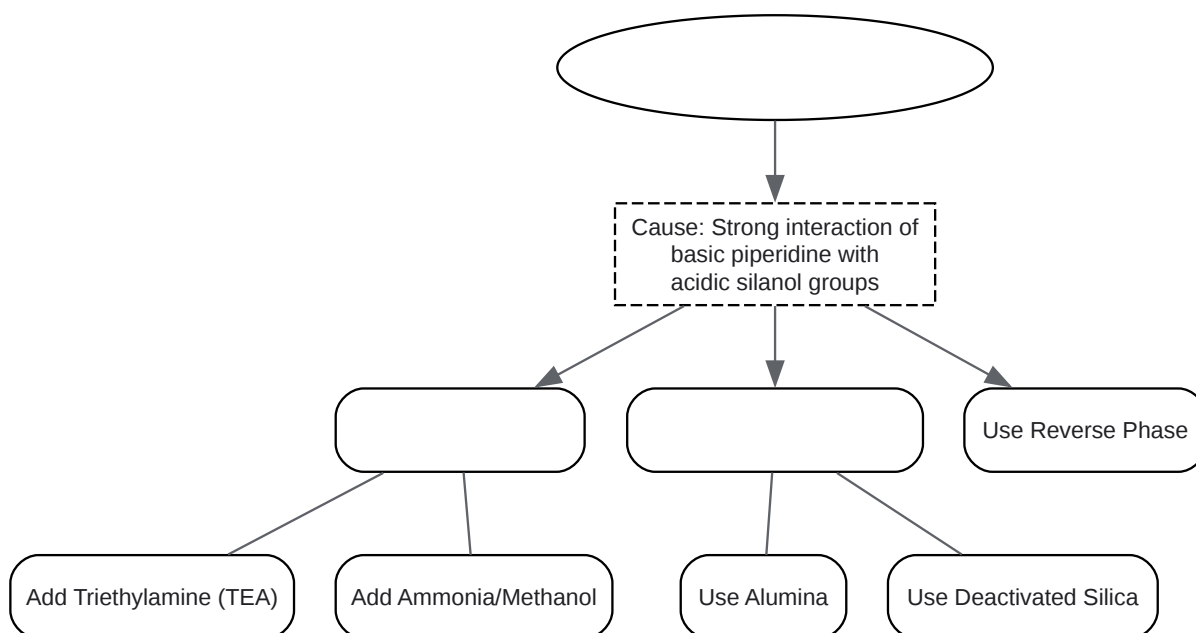 Cause: Strong interaction of
basic piperidine with
acidic silanol groups
Use Reverse Phase
Add Triethylamine (TEA)
Add Ammonia/Methanol
Use Alumina
Use Deactivated Silica